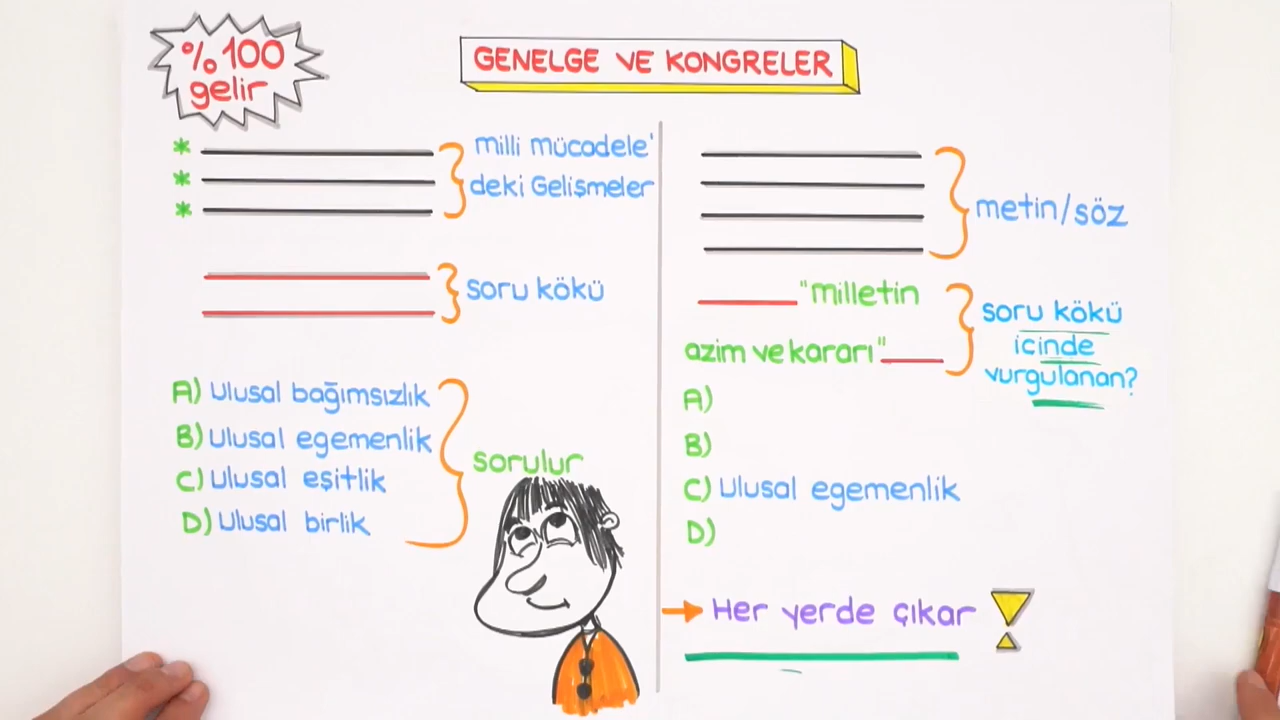 % 100
gelir
GENELGE VE KONGRELER
milli mücadele'
deki Gelişmeler
soru kökü
A) Ulusal bağımsızlık
B) Ulusal egemenlik
C) Ulusal eşitlik
D) Ulusal birlik
sorulur
metin/söz
"milletin
azim ve kararı"
soru kökü
içinde
vurgulanan?
A)
B)
C) Ulusal egemenlik
D)
Her yerde çıkar